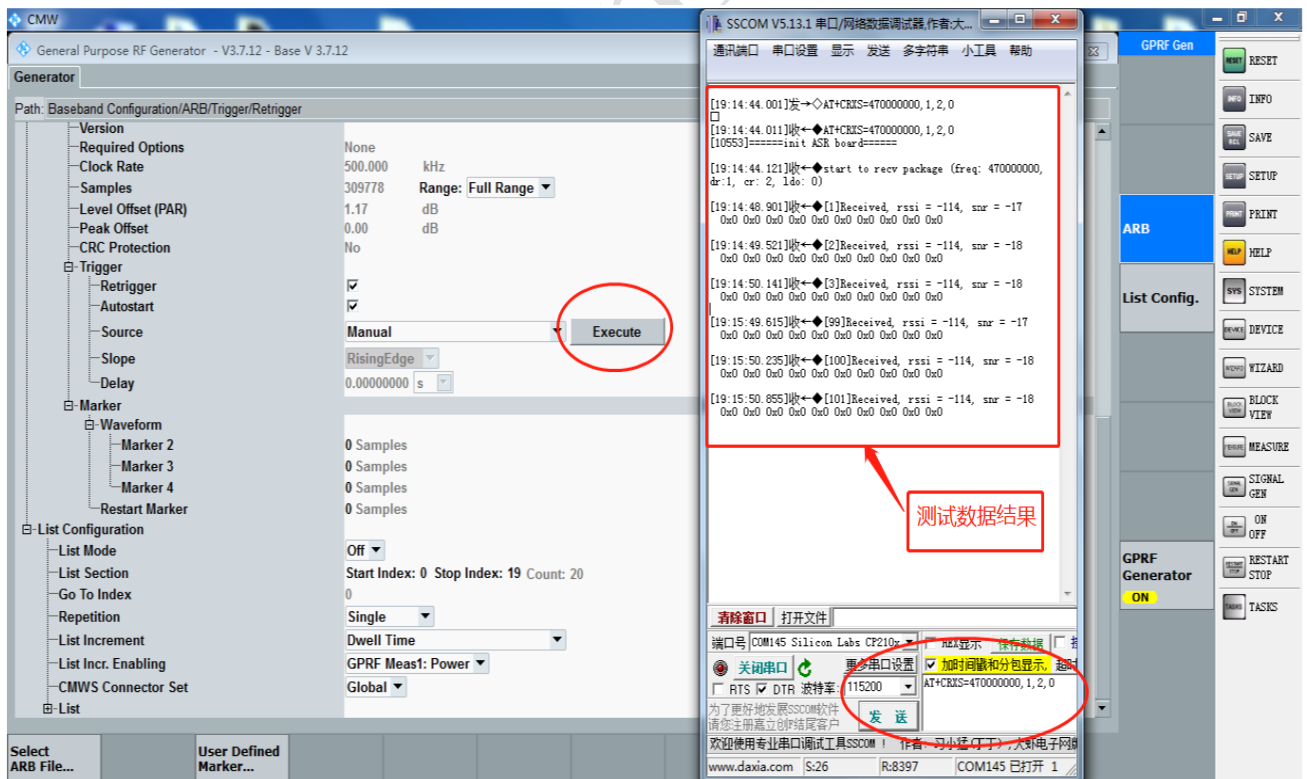 CMW
General Purpose RF Generator - V3.7.12 - Base V 3.7.12
Generator
Path: Baseband Configuration/ARB/Trigger/Retrigger
Version
Required Options None
Clock Rate 500.000 kHz
Samples 309778 Range: Full Range
Level Offset (PAR) 1.17 dB
Peak Offset 0.00 dB
CRC Protection No
Trigger
Retrigger
Autostart
Source Manual Execute
Slope RisingEdge
Delay 0.00000000 s
Marker
Waveform
Marker 2 0 Samples
Marker 3 0 Samples
Marker 4 0 Samples
Restart Marker 0 Samples
List Configuration
List Mode Off
List Section Start Index: 0 Stop Index: 19 Count: 20
Go To Index 0
Repetition Single
List Increment Dwell Time
List Incr. Enabling GPRF Meas1: Power
CMWS Connector Set Global
List
Select
ARB File...
User Defined
Marker...
SSCOM V5.13.1 串口/网络数据调试器,作者:大...
通讯端口 串口设置 显示 发送 多字符串 小工具 帮助
[19:14:44.001]发→◇AT+CRXS=470000000,1,2,0
□
[19:14:44.011]收←◆AT+CRXS=470000000,1,2,0
[10553]======init ASR board======
[19:14:44.121]收←◆start to recv package (freq: 470000000,
dr:1, cr: 2, ldo: 0)
[19:14:48.901]收←◆[1]Received, rssi = -114, snr = -17
0x0 0x0 0x0 0x0 0x0 0x0 0x0 0x0 0x0
[19:14:49.521]收←◆[2]Received, rssi = -114, snr = -18
0x0 0x0 0x0 0x0 0x0 0x0 0x0 0x0 0x0
[19:14:50.141]收←◆[3]Received, rssi = -114, snr = -18
0x0 0x0 0x0 0x0 0x0 0x0 0x0 0x0 0x0
[19:15:49.615]收←◆[99]Received, rssi = -114, snr = -17
0x0 0x0 0x0 0x0 0x0 0x0 0x0 0x0 0x0
[19:15:50.235]收←◆[100]Received, rssi = -114, snr = -18
0x0 0x0 0x0 0x0 0x0 0x0 0x0 0x0 0x0
[19:15:50.855]收←◆[101]Received, rssi = -114, snr = -18
0x0 0x0 0x0 0x0 0x0 0x0 0x0 0x0 0x0
测试数据结果
清除窗口 打开文件
端口号 COM145 Silicon Labs CP210x HEX显示 保存数据
关闭串口 更多串口设置 加时间戳和分包显示,
RTS DTR 波特率: 115200 AT+CRXS=470000000,1,2,0
为了更好地发展SSCOM软件
请您注册嘉立创F结尾客户
发 送
欢迎使用专业串口调试工具SSCOM ! 作者: 习小猛(丁丁),大虾电子网
www.daxia.com S:26 R:8397 COM145 已打开 1
GPRF Gen
ARB
List Config.
GPRF
Generator
ON
RESET
INFO
SAVE
SETUP
PRINT
HELP
SYSTEM
DEVICE
WIZARD
BLOCK
VIEW
MEASURE
SIGNAL
GEN
ON
OFF
RESTART
STOP
TASKS